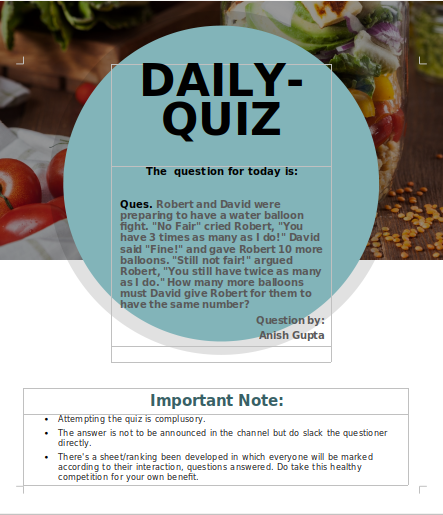 DAILY-
QUIZ
The question for today is:
Ques. Robert and David were
preparing to have a water balloon
fight. "No Fair" cried Robert, "You
have 3 times as many as I do!" David
said "Fine!" and gave Robert 10 more
balloons. "Still not fair!" argued
Robert, "You still have twice as many
as I do." How many more balloons
must David give Robert for them to
have the same number?
Question by:
Anish Gupta
Important Note:
• Attempting the quiz is complusory.
• The answer is not to be announced in the channel but do slack the questioner
directly.
• There's a sheet/ranking been developed in which everyone will be marked
according to their interaction, questions answered. Do take this healthy
competition for your own benefit.